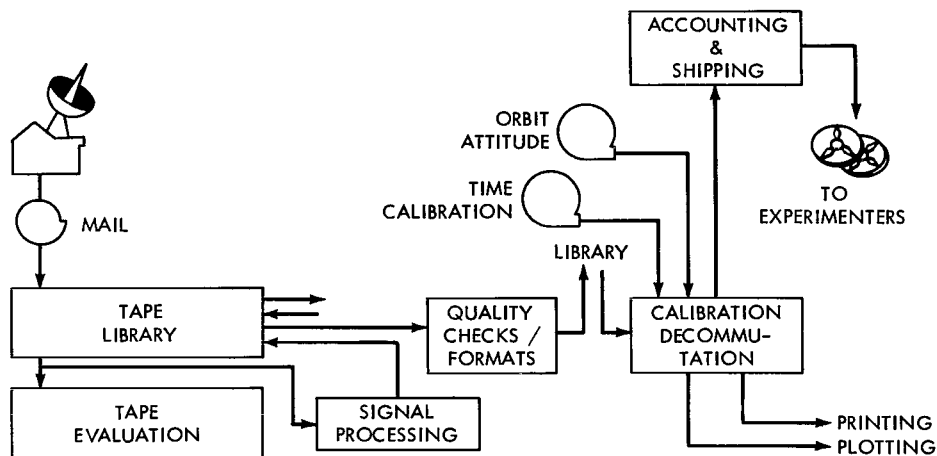 ACCOUNTING
&
SHIPPING
ORBIT
ATTITUDE
TO
EXPERIMENTERS
TIME
CALIBRATION
MAIL
LIBRARY
TAPE
LIBRARY
QUALITY
CHECKS /
FORMATS
CALIBRATION
DECOMMU-
TATION
TAPE
EVALUATION
SIGNAL
PROCESSING
PRINTING
PLOTTING